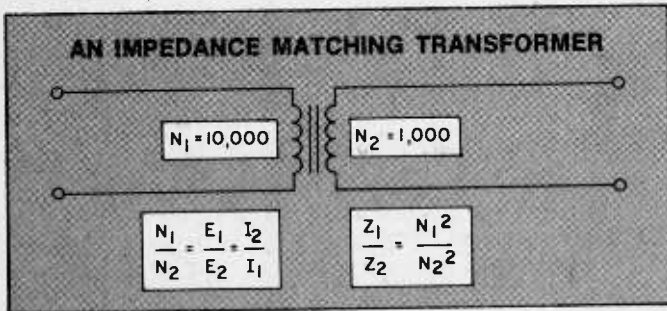 AN IMPEDANCE MATCHING TRANSFORMER
N₁ = 10,000
N₂ = 1,000
N₁/N₂ = E₁/E₂ = I₂/I₁
Z₁/Z₂ = N₁²/N₂²